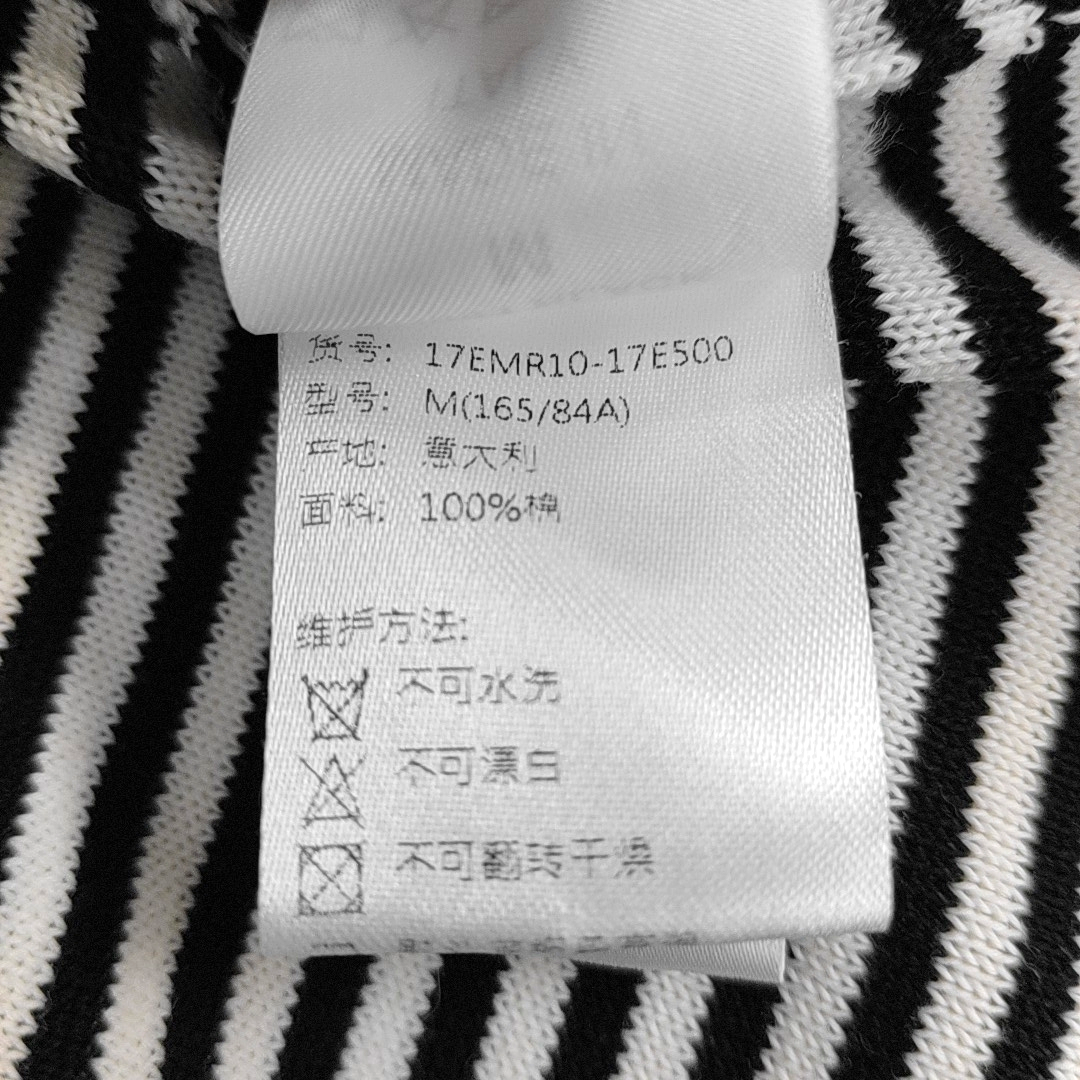 货号: 17EMR10-17E500
型号: M(165/84A)
产地: 意大利
面料: 100%棉
维护方法:
不可水洗
不可漂白
不可翻转干燥